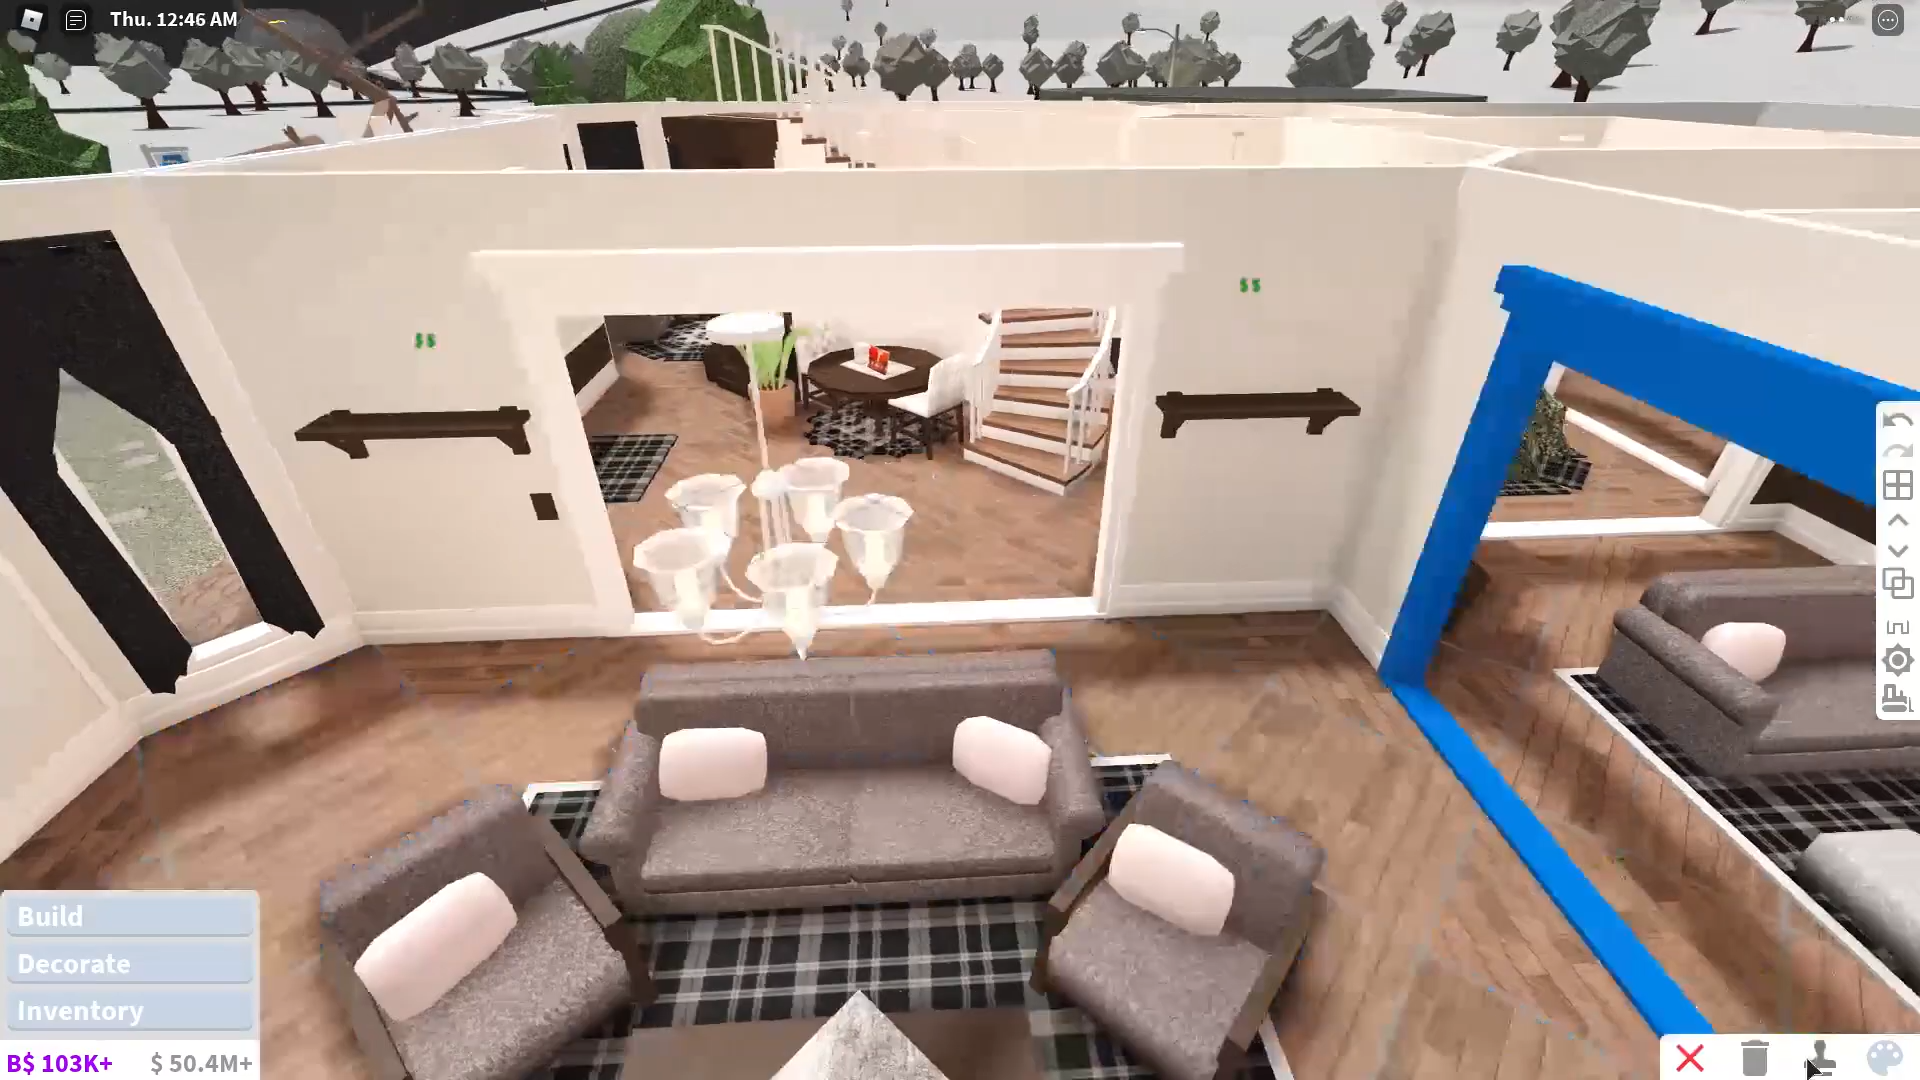 Thu. 12:46 AM
$$
$$
Build
Decorate
Inventory
B$ 103K+
$ 50.4M+